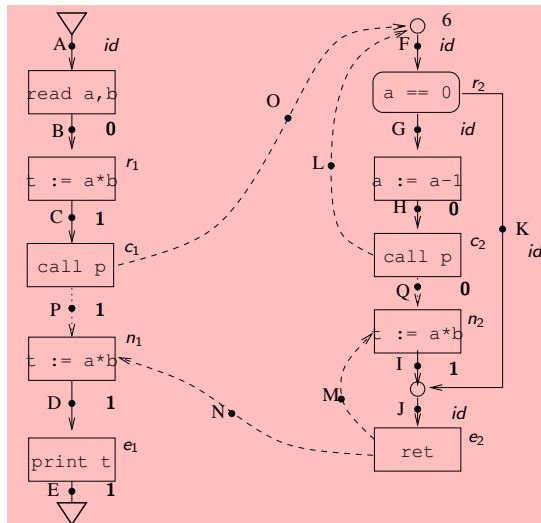 A id
read a,b
B 0
r1
t := a*b
C 1
c1
call p
P 1
n1
t := a*b
D 1
e1
print t
E 1
O
L
N
M
6
F id
r2
a == 0
G id
a := a-1
H 0
K
id
c2
call p
Q 0
n2
t := a*b
I 1
J id
e2
ret